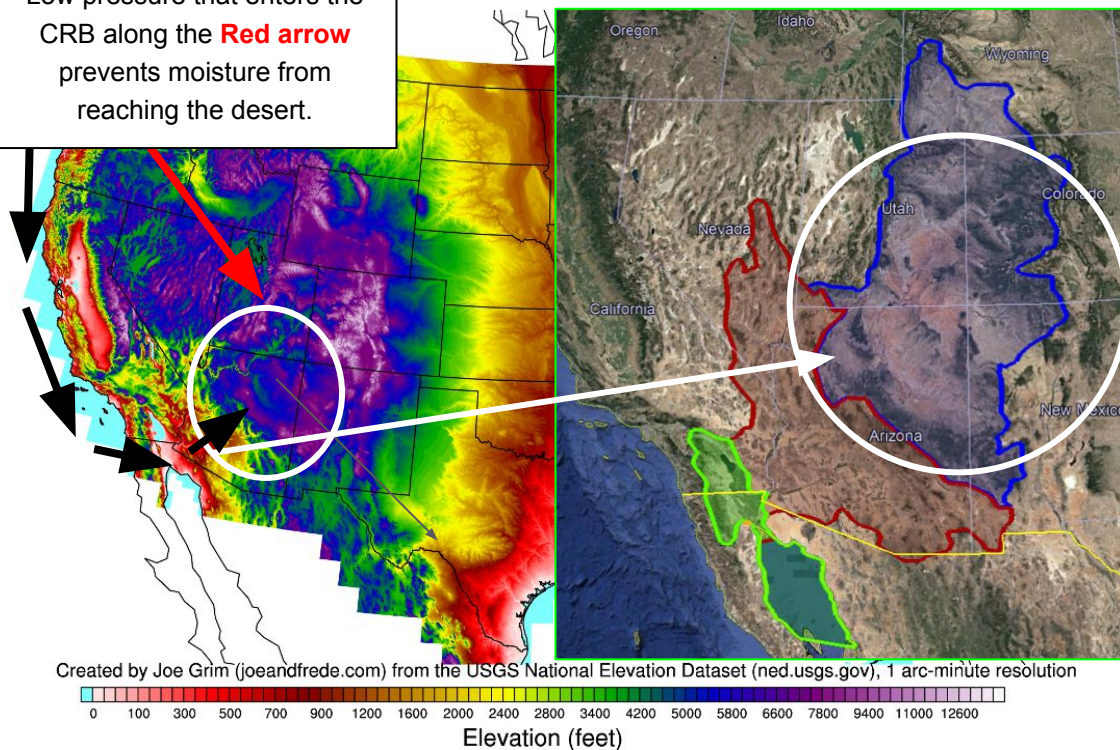 Low pressure that enters the
CRB along the Red arrow
prevents moisture from
reaching the desert.
Oregon
Idaho
Wyoming
Nevada
Utah
Colorado
California
Arizona
New Mexico
Created by Joe Grim (joeandfrede.com) from the USGS National Elevation Dataset (ned.usgs.gov), 1 arc-minute resolution
0 100 300 500 700 900 1200 1600 2000 2400 2800 3400 4200 5000 5800 6600 7800 9400 11000 12600
Elevation (feet)